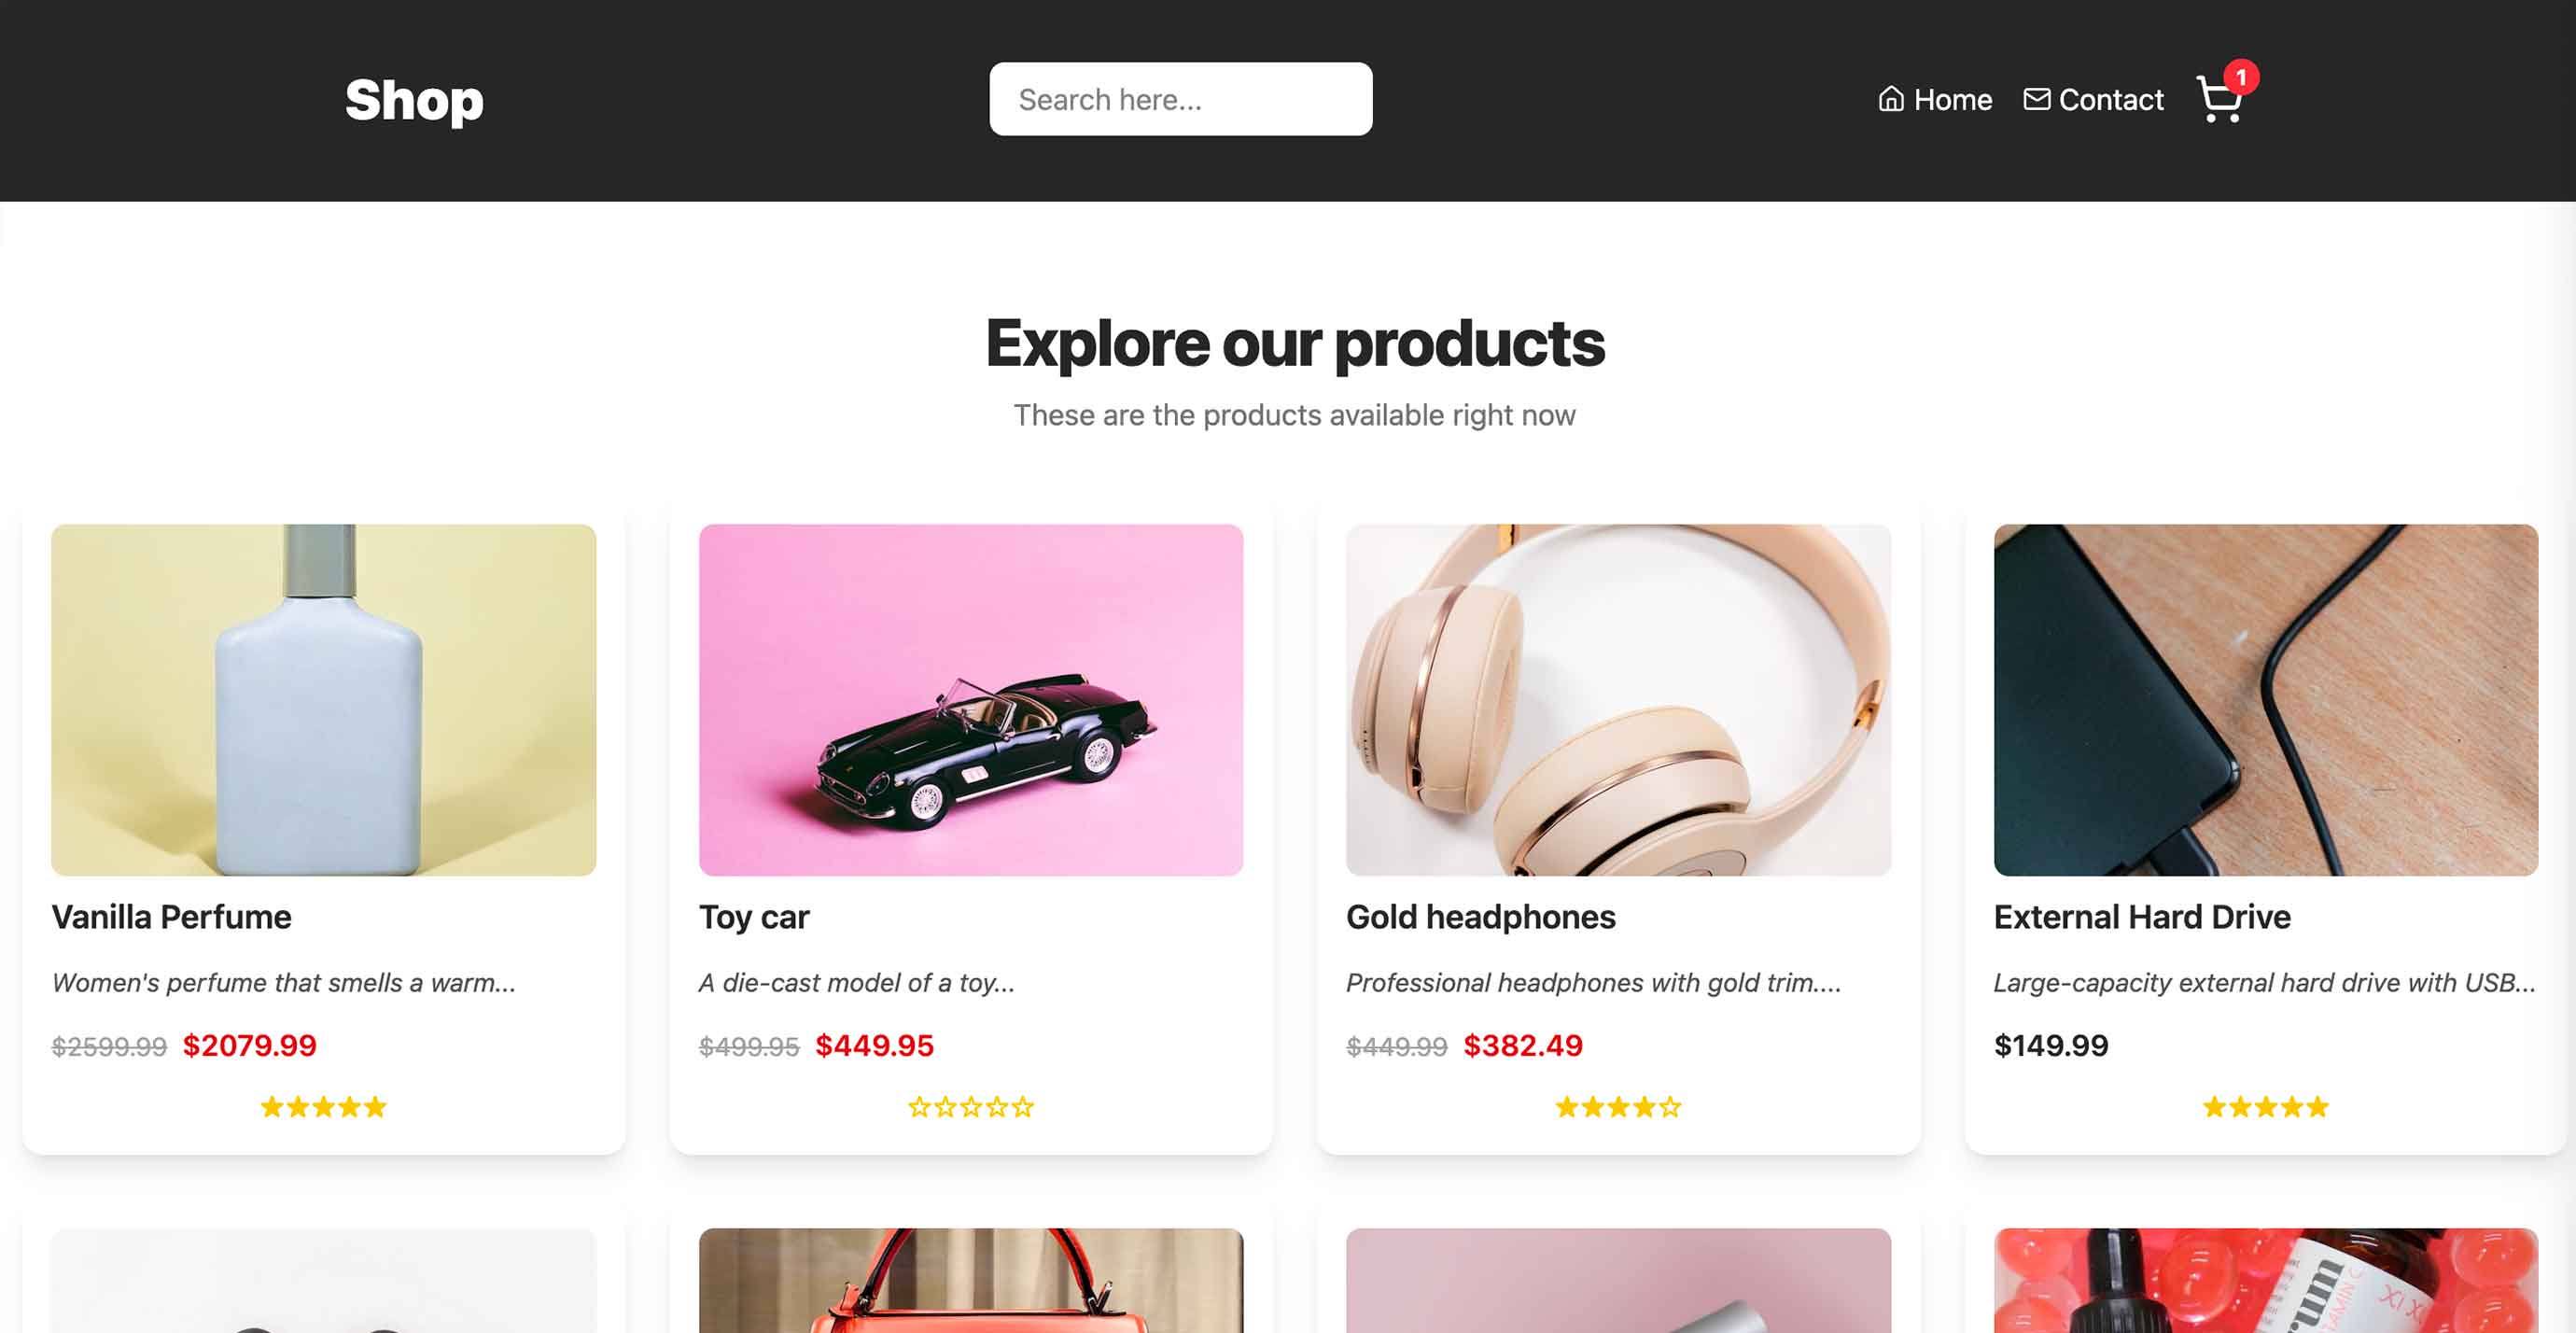 Shop
Search here...
Home
Contact
1
Explore our products
These are the products available right now
Vanilla Perfume
Women's perfume that smells a warm...
$2599.99 $2079.99
Toy car
A die-cast model of a toy...
$499.95 $449.95
Gold headphones
Professional headphones with gold trim....
$449.99 $382.49
External Hard Drive
Large-capacity external hard drive with USB...
$149.99